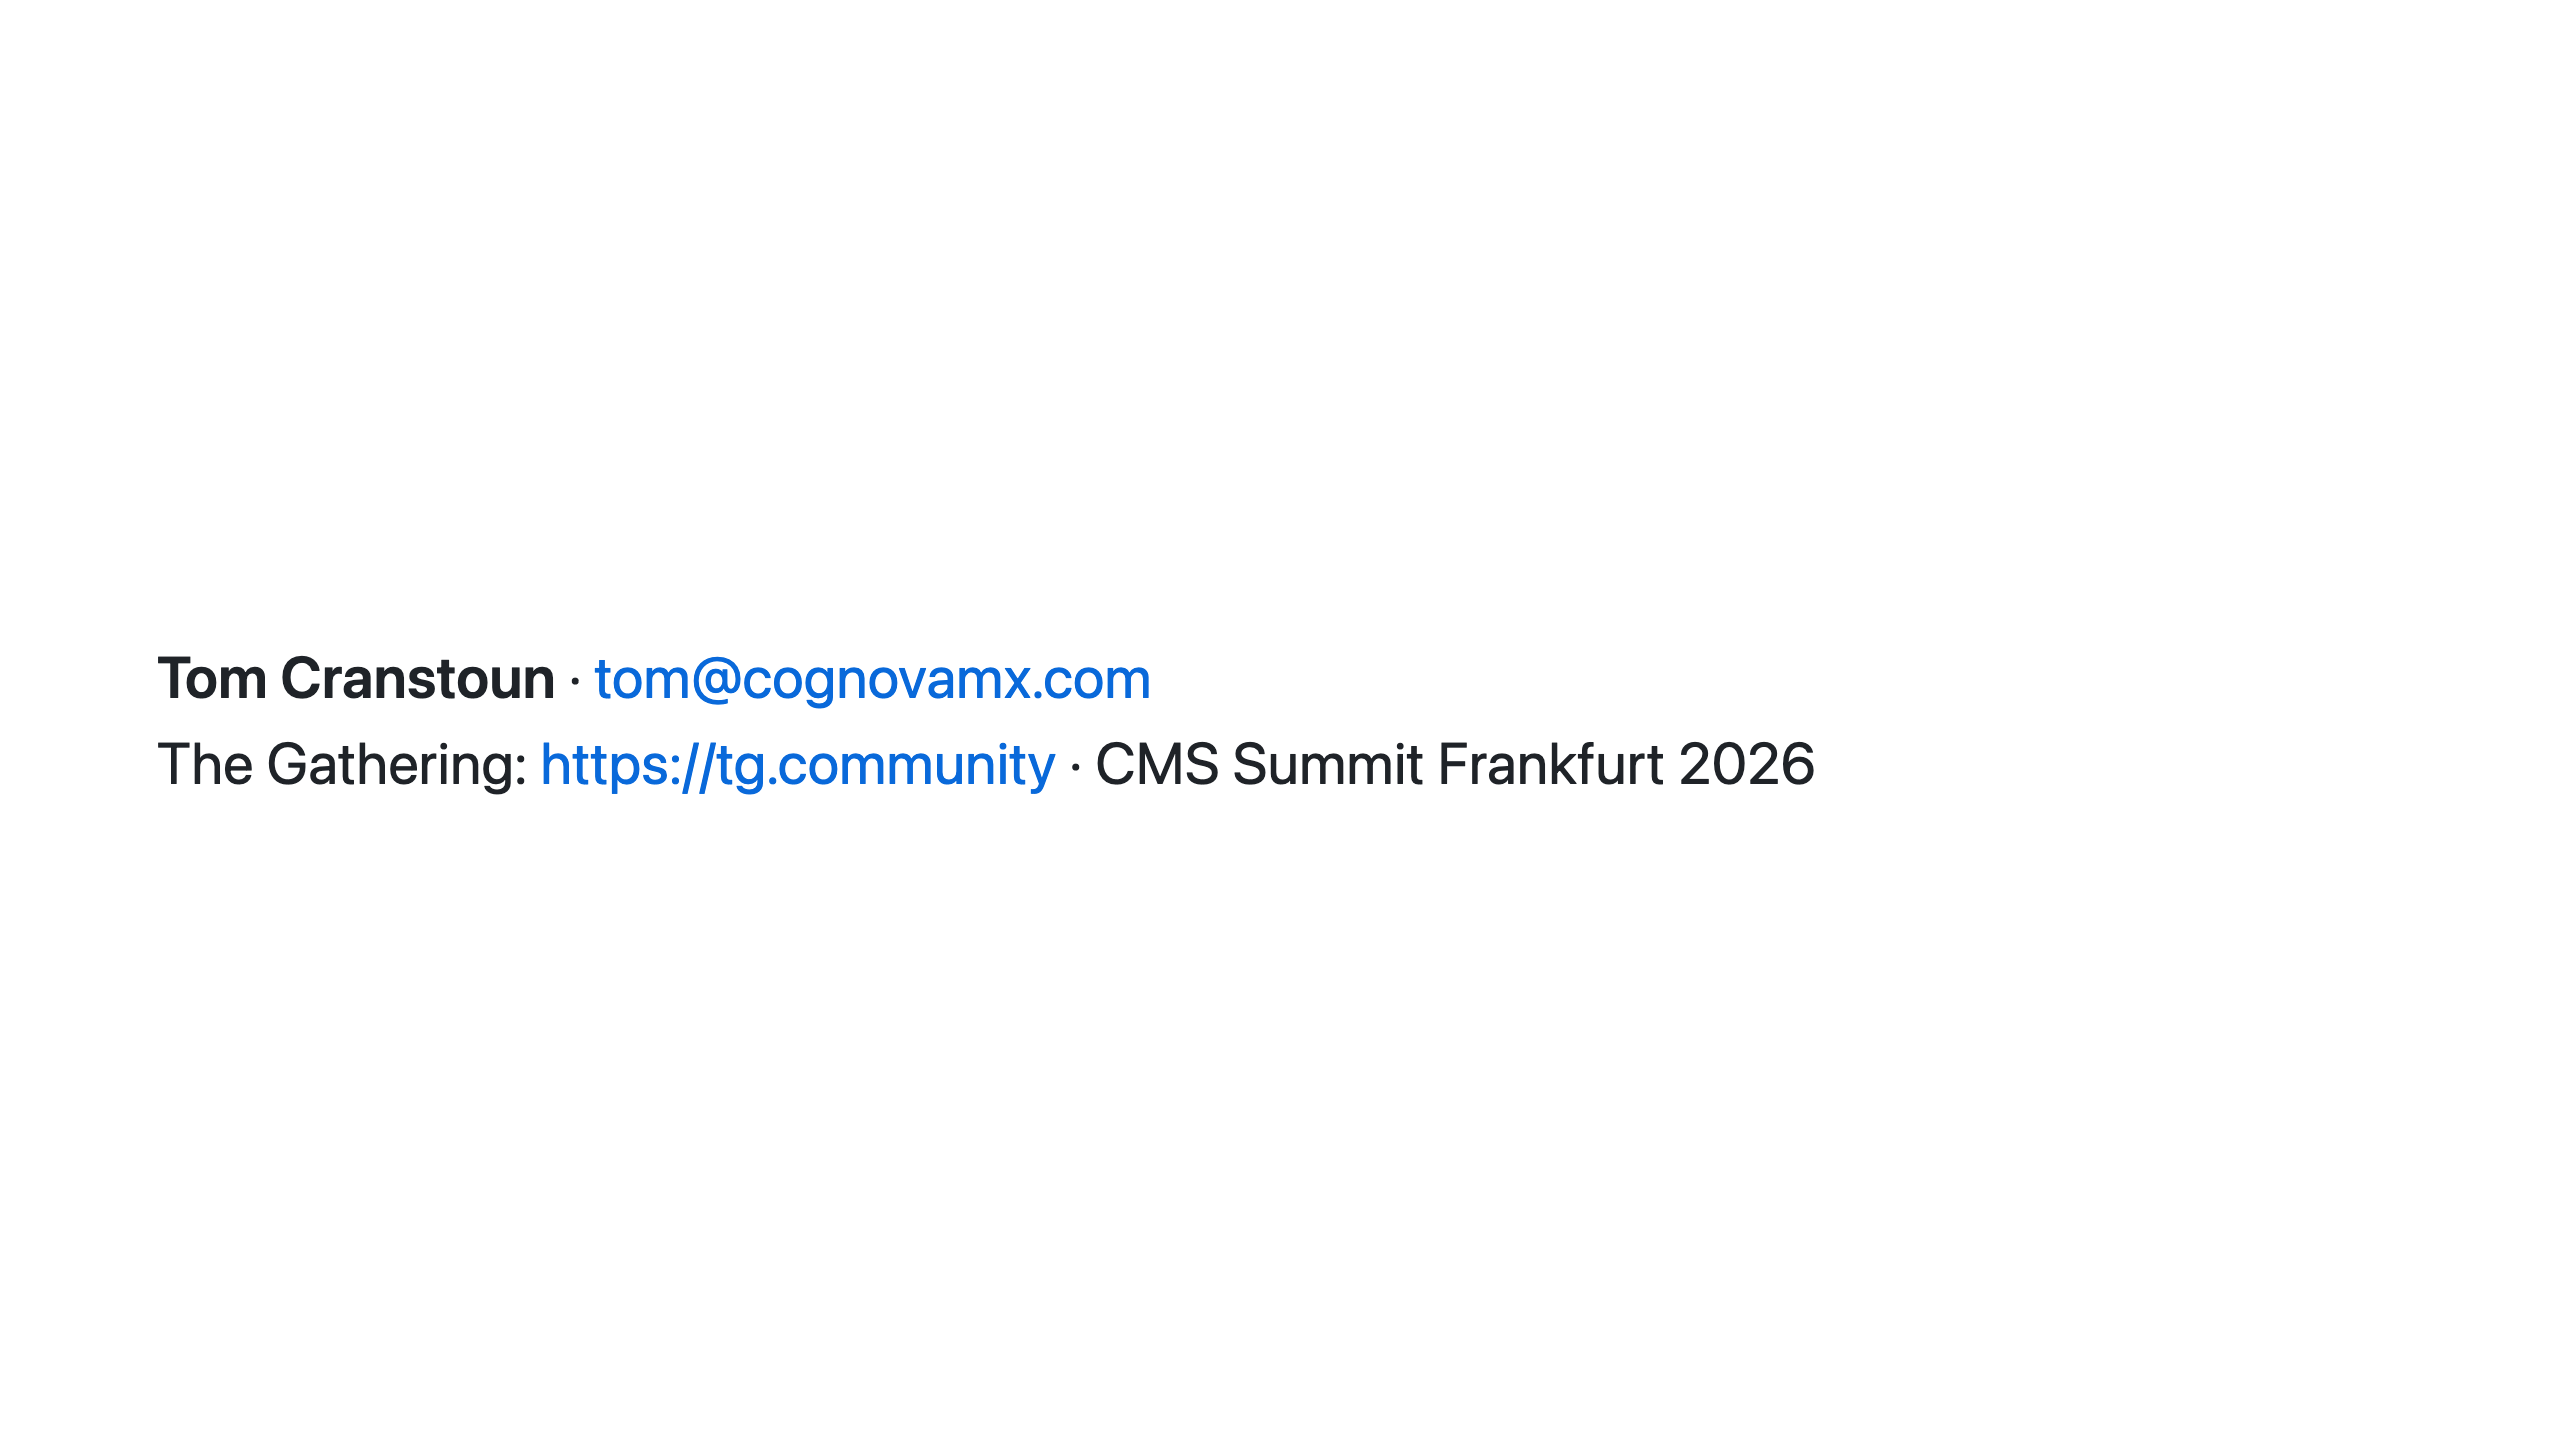 Tom Cranstoun · tom@cognovamx.com
The Gathering: https://tg.community · CMS Summit Frankfurt 2026